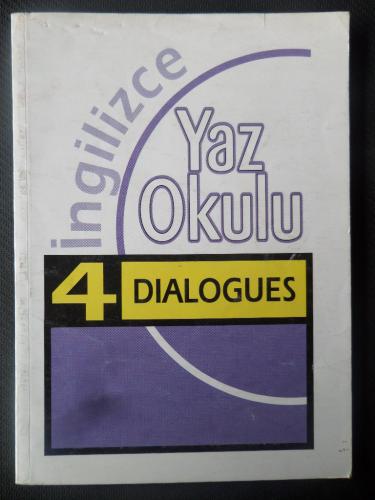 ingilizce
Yaz
Okulu
4 DIALOGUES